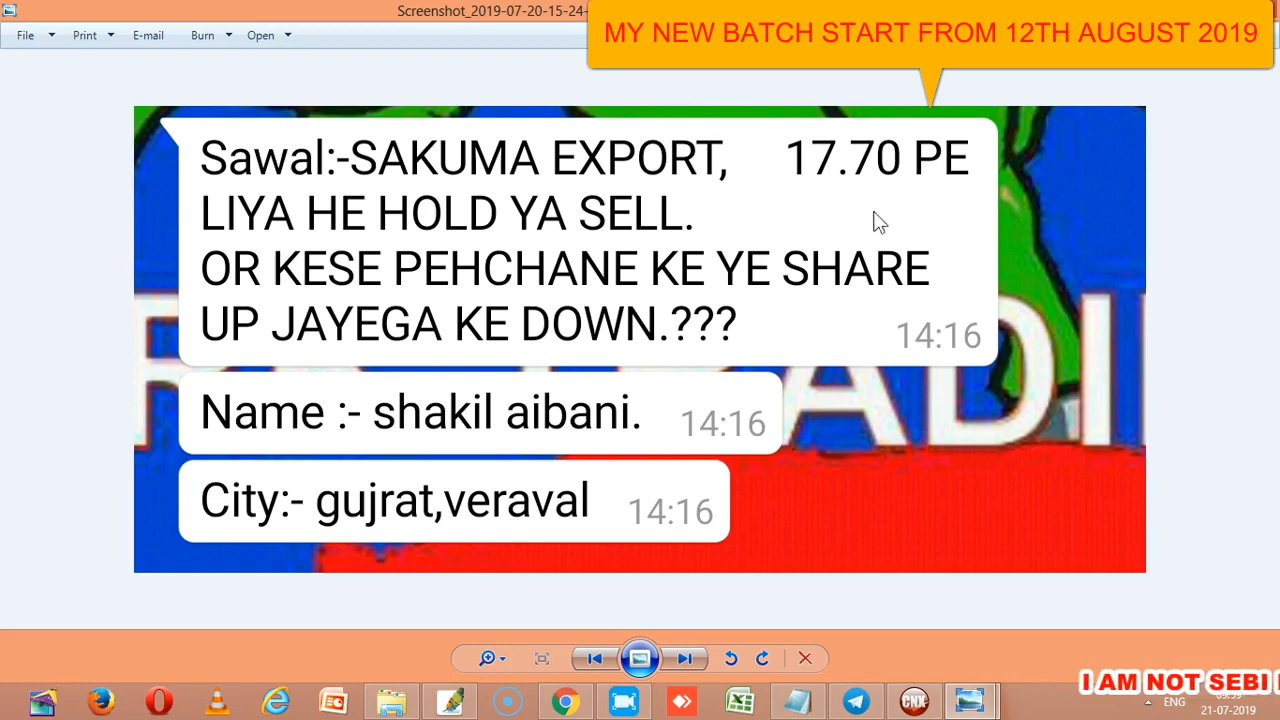 Screenshot_2019-07-20-15-24-
MY NEW BATCH START FROM 12TH AUGUST 2019
File Print E-mail Burn Open
Sawal:-SAKUMA EXPORT, 17.70 PE
LIYA HE HOLD YA SELL.
OR KESE PEHCHANE KE YE SHARE
UP JAYEGA KE DOWN.???
14:16
Name :- shakil aibani. 14:16
City:- gujrat,veraval 14:16
ADI
I AM NOT SEBI
CNX
ENG
21-07-2019